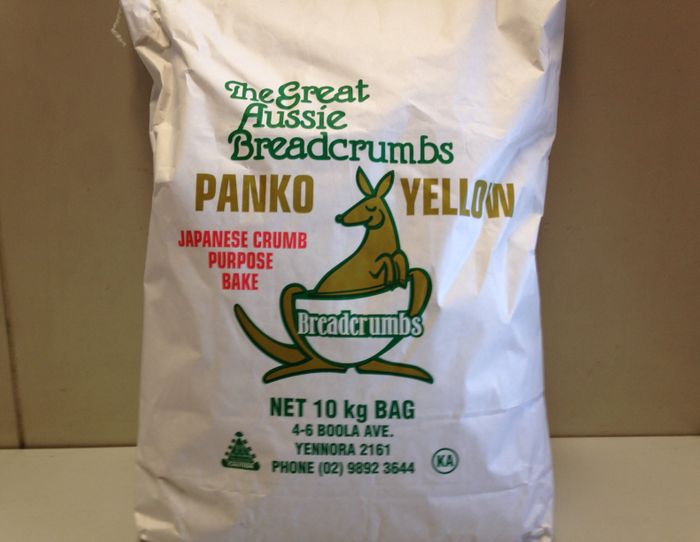 The Great
Aussie
Breadcrumbs
PANKO YELLOW
JAPANESE CRUMB
PURPOSE
BAKE
Breadcrumbs
NET 10 kg BAG
4-6 BOOLA AVE.
YENNORA 2161
PHONE (02) 9892 3644
KA